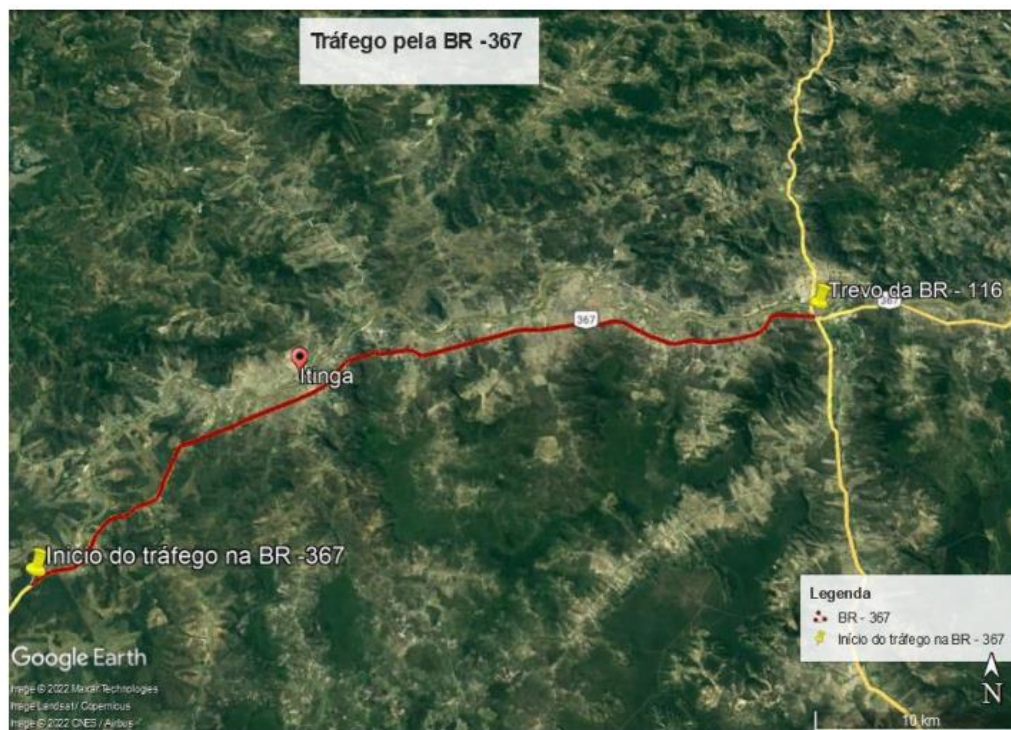 Tráfego pela BR -367
Trevo da BR - 116
367
367
Itinga
Início do tráfego na BR -367
Legenda
BR - 367
Início do tráfego na BR - 367
Google Earth
Image © 2022 Maxar Technologies
Image Landsat / Copernicus
Image © 2022 CNES / Airbus
N
10 km